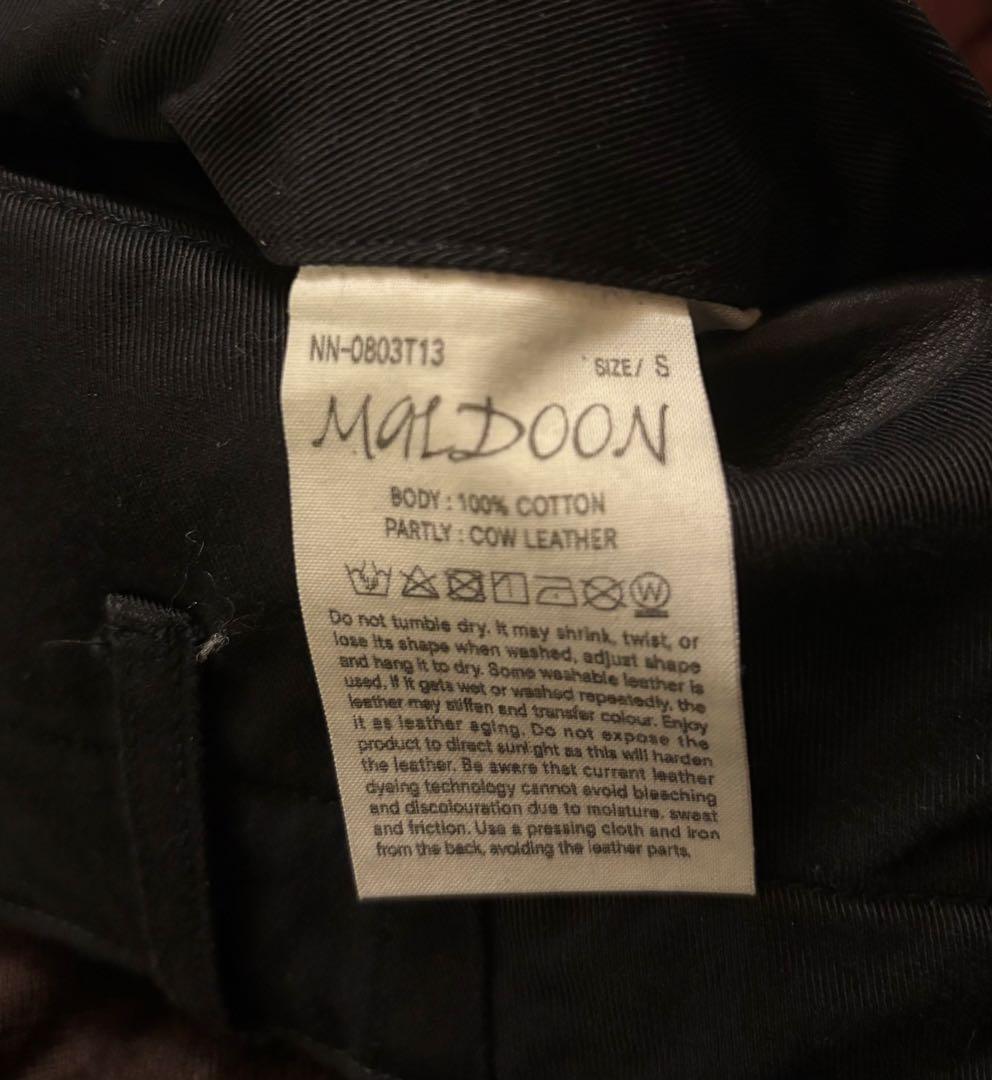 NN-0803T13
SIZE/ S
MALDOON
BODY : 100% COTTON
PARTLY : COW LEATHER
W
Do not tumble dry. It may shrink, twist, or
lose its shape when washed, adjust shape
and hang it to dry. Some washable leather is
used. If it gets wet or washed repeatedly, the
leather may stiffen and transfer colour. Enjoy
it as leather aging. Do not expose the
product to direct sunlight as this will harden
the leather. Be aware that current leather
dyeing technology cannot avoid bleaching
and discolouration due to moisture, sweat
and friction. Use a pressing cloth and iron
from the back, avoiding the leather parts.